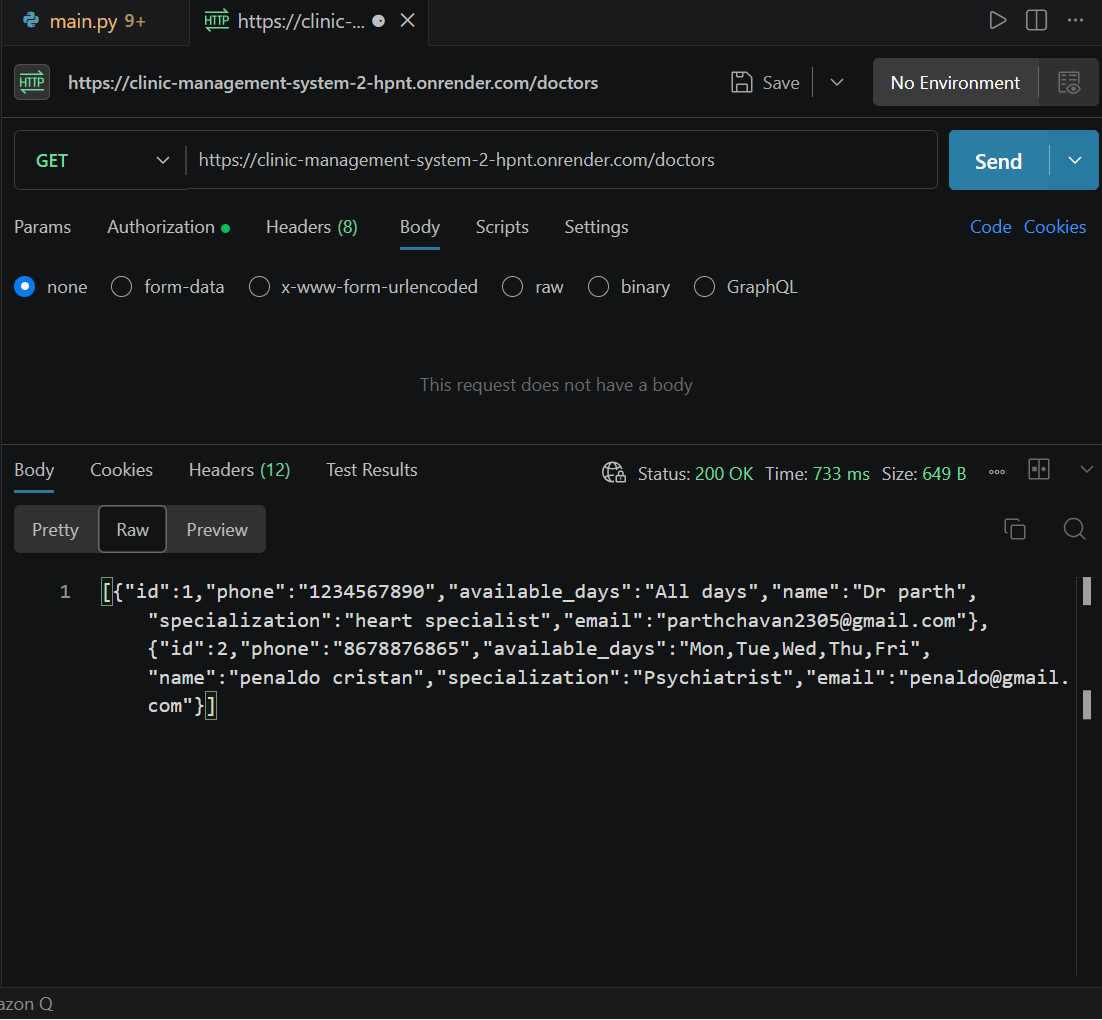 main.py 9+
HTTP https://clinic-...
HTTP https://clinic-management-system-2-hpnt.onrender.com/doctors Save No Environment
GET https://clinic-management-system-2-hpnt.onrender.com/doctors Send
Params Authorization Headers (8) Body Scripts Settings Code Cookies
none form-data x-www-form-urlencoded raw binary GraphQL
This request does not have a body
Body Cookies Headers (12) Test Results Status: 200 OK Time: 733 ms Size: 649 B
Pretty Raw Preview
1 [{"id":1,"phone":"1234567890","available_days":"All days","name":"Dr parth",
"specialization":"heart specialist","email":"parthchavan2305@gmail.com"},
{"id":2,"phone":"8678876865","available_days":"Mon,Tue,Wed,Thu,Fri",
"name":"penaldo cristan","specialization":"Psychiatrist","email":"penaldo@gmail.
com"}]
azon Q